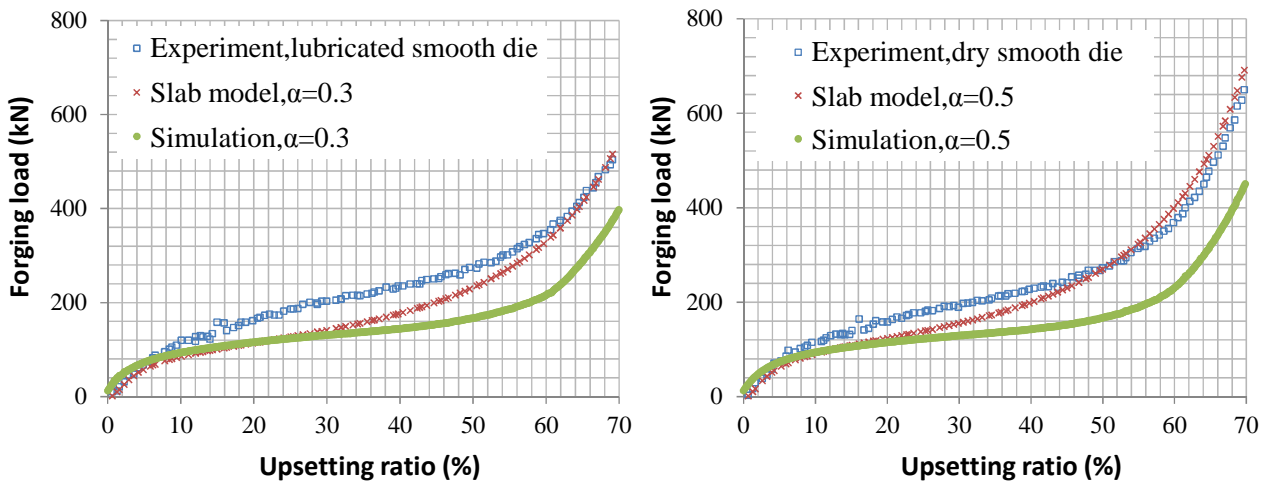 800
600
400
200
0
Forging load (kN)
Experiment,lubricated smooth die
Slab model,α=0.3
Simulation,α=0.3
0 10 20 30 40 50 60 70
Upsetting ratio (%)
800
600
400
200
0
Forging load (kN)
Experiment,dry smooth die
Slab model,α=0.5
Simulation,α=0.5
0 10 20 30 40 50 60 70
Upsetting ratio (%)